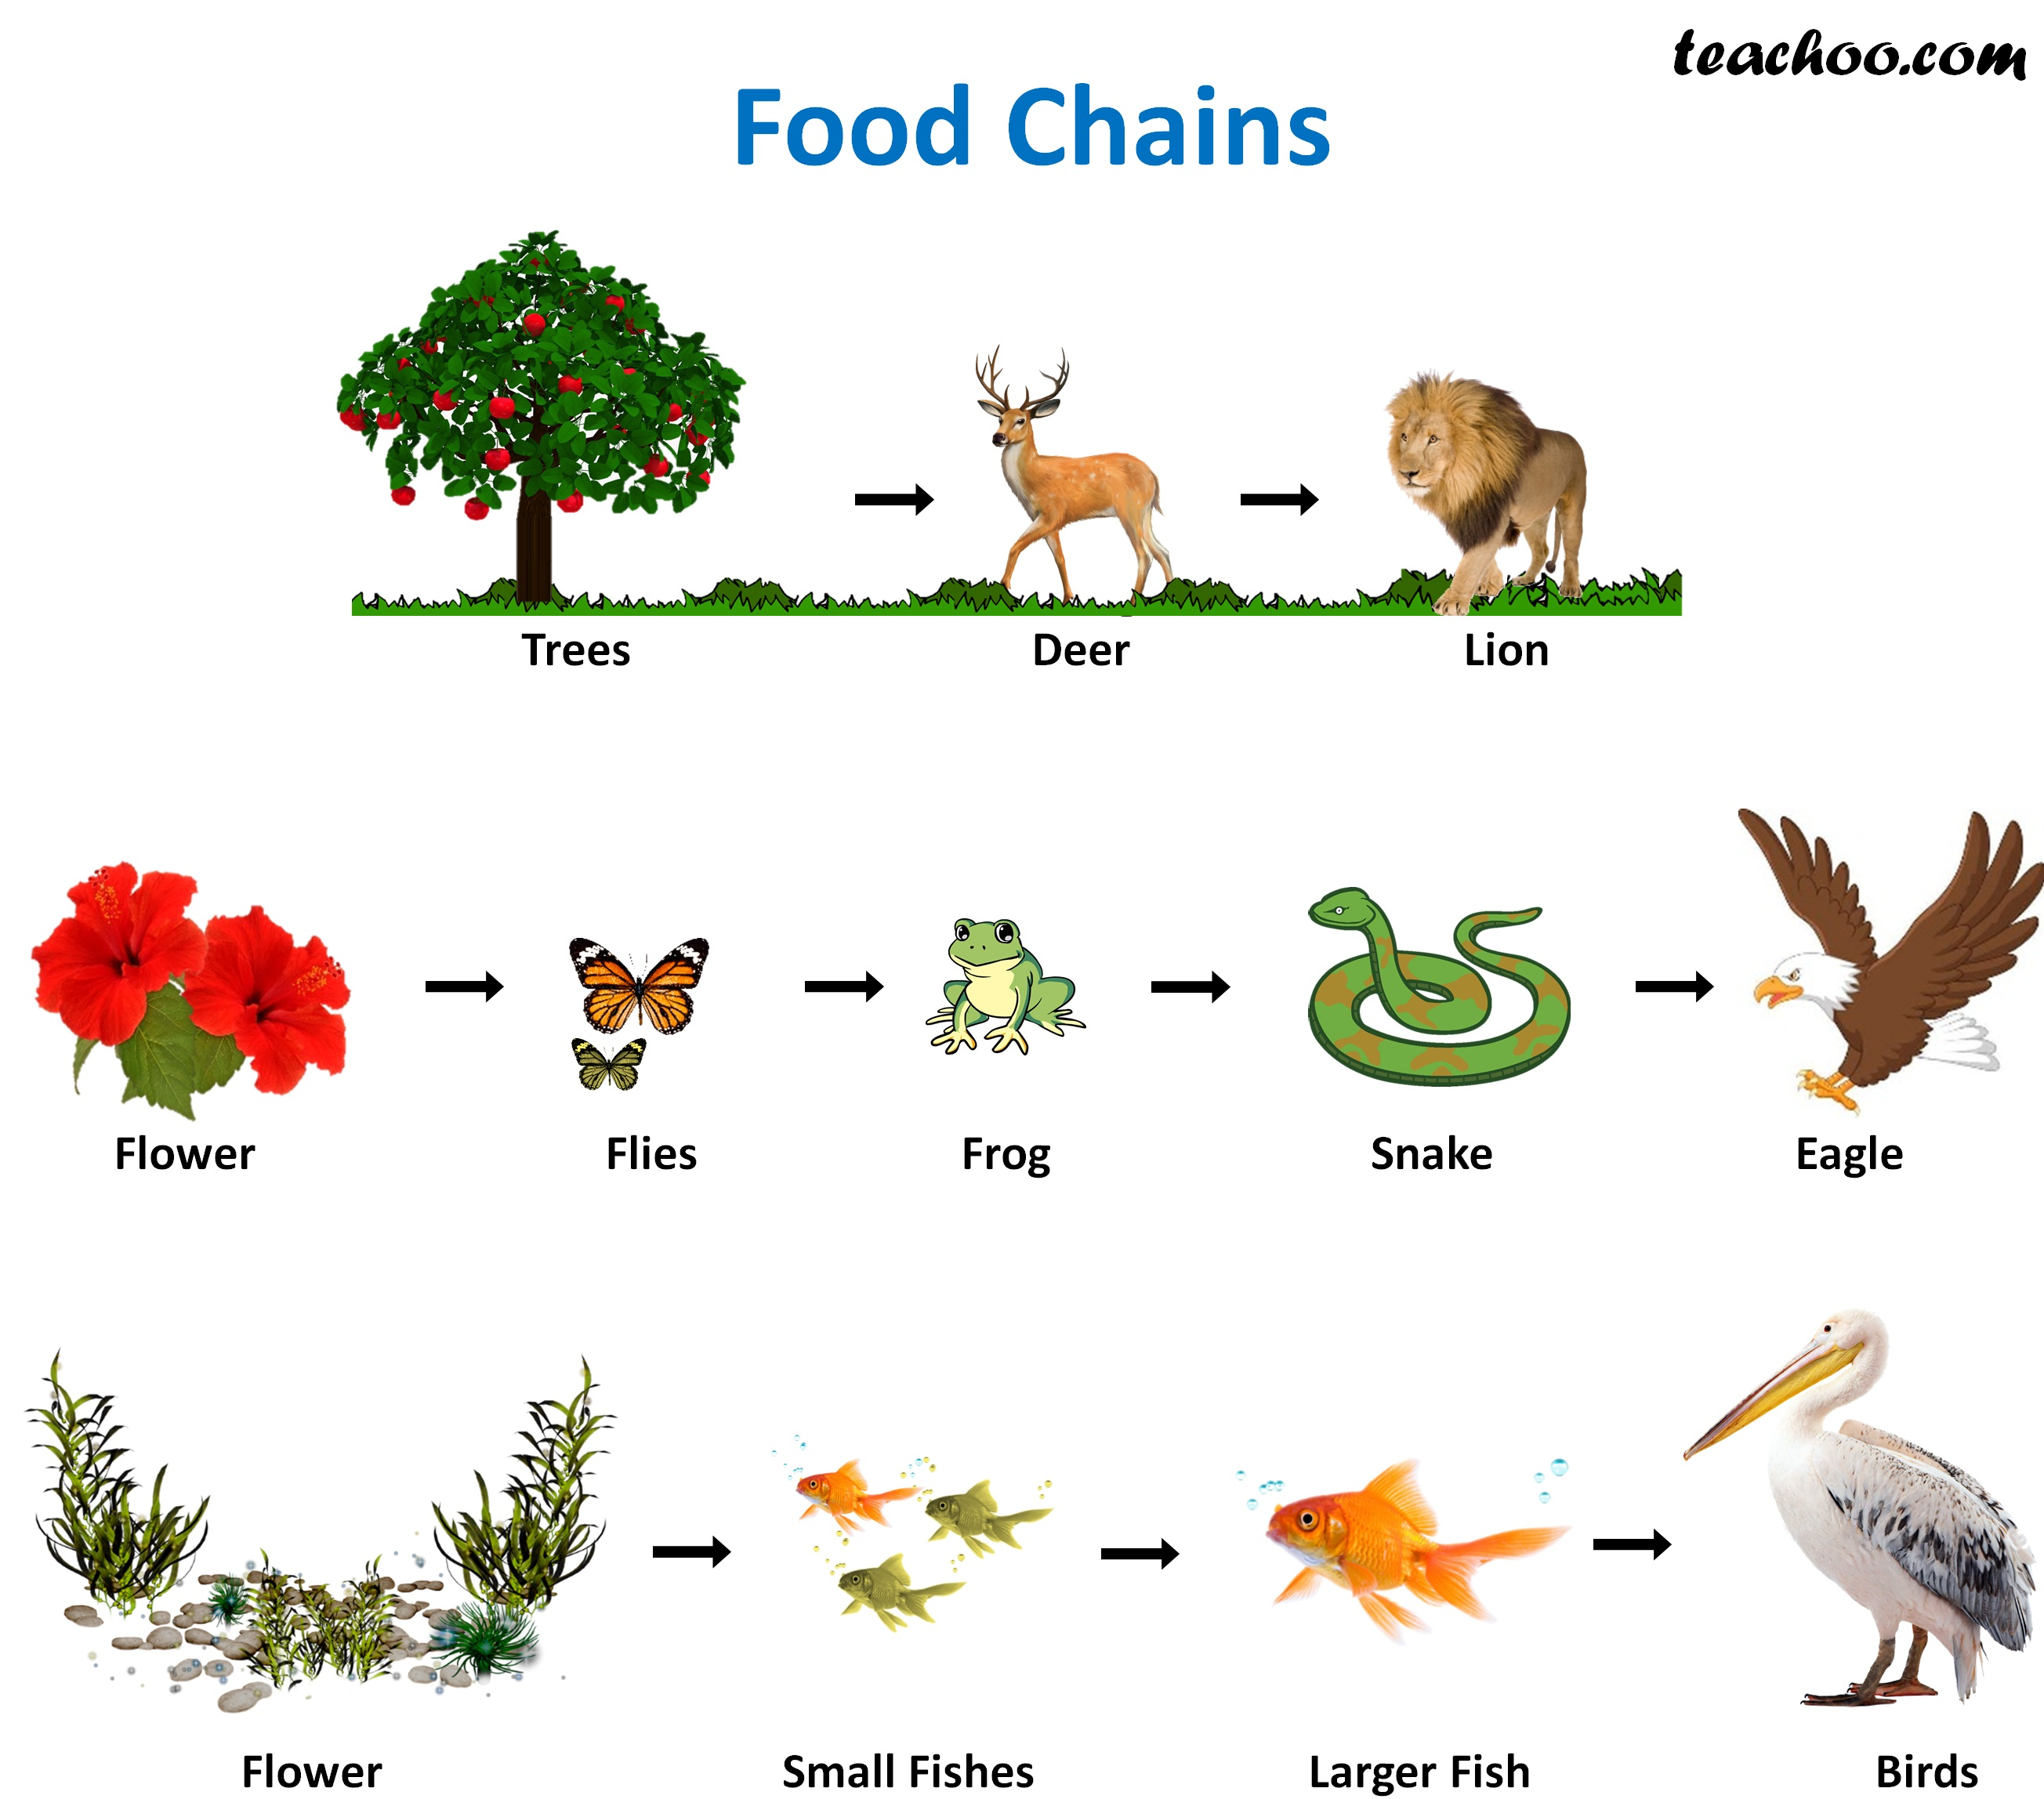 teachoo.com
Food Chains
Trees Deer Lion
Flower Flies Frog Snake Eagle
Flower Small Fishes Larger Fish Birds